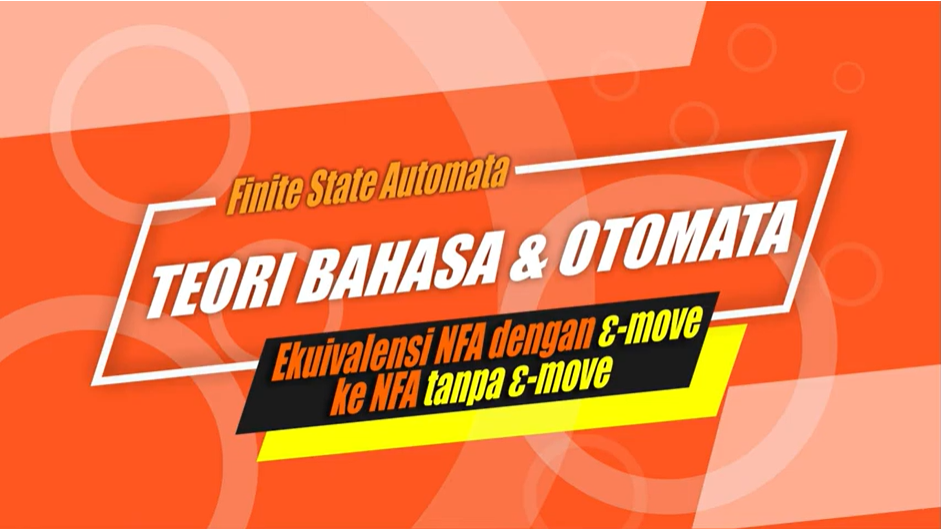 Finite State Automata
TEORI BAHASA & OTOMATA
Ekuivalensi NFA dengan ε-move
ke NFA tanpa ε-move